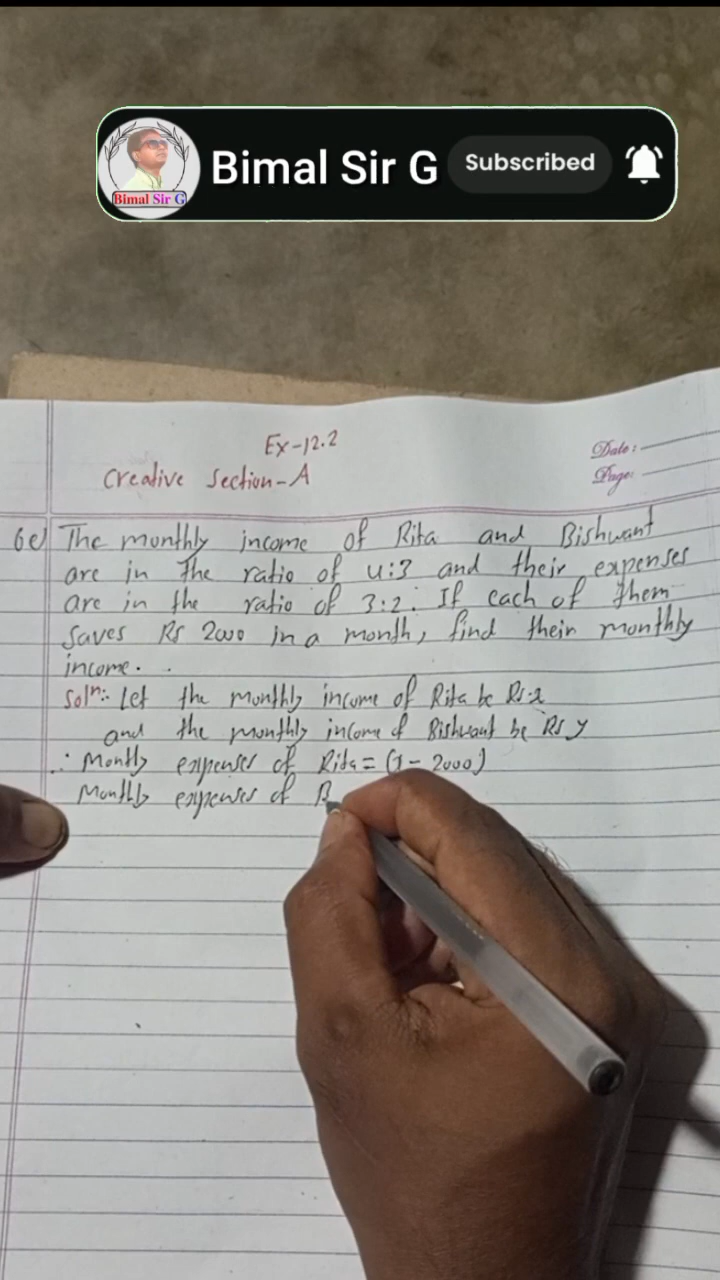 Bimal Sir G
Bimal Sir G Subscribed
Ex-12.2
Date:
Creative Section-A
Page:
6e) The monthly income of Rita and Bishwant
are in the ratio of 4:3 and their expenses
are in the ratio of 3:2. If each of them
saves Rs 2000 in a month, find their monthly
income.
Solⁿ: Let the monthly income of Rita be Rs.x
and the monthly income of Bishwant be Rs y
∴ Montly expenses of Rita = (x - 2000)
Monthly expenses of B